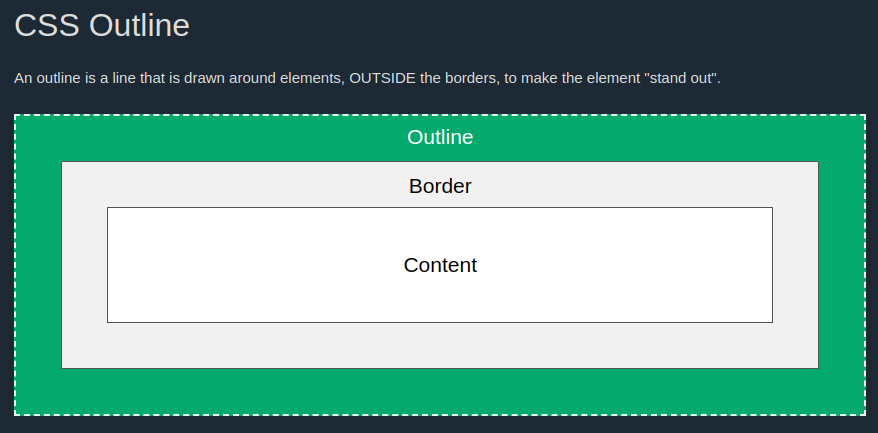 CSS Outline
An outline is a line that is drawn around elements, OUTSIDE the borders, to make the element "stand out".
Outline
Border
Content